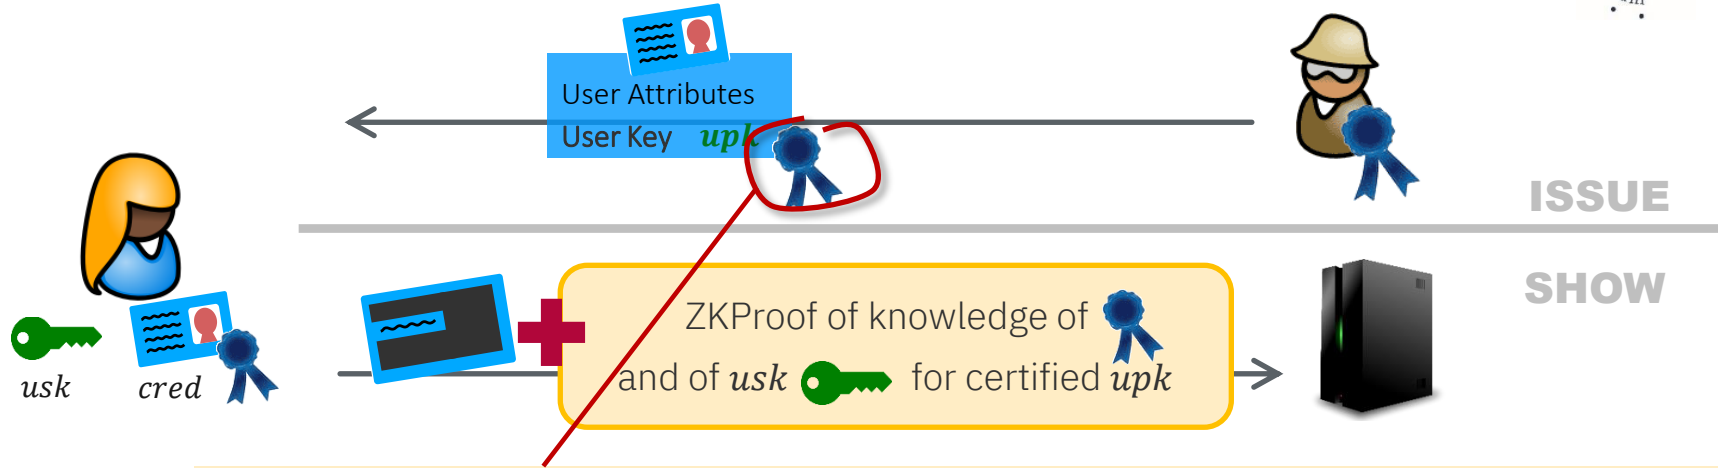 User Attributes
User Key upk
ISSUE
SHOW
ZKProof of knowledge of
and of usk for certified upk
usk cred